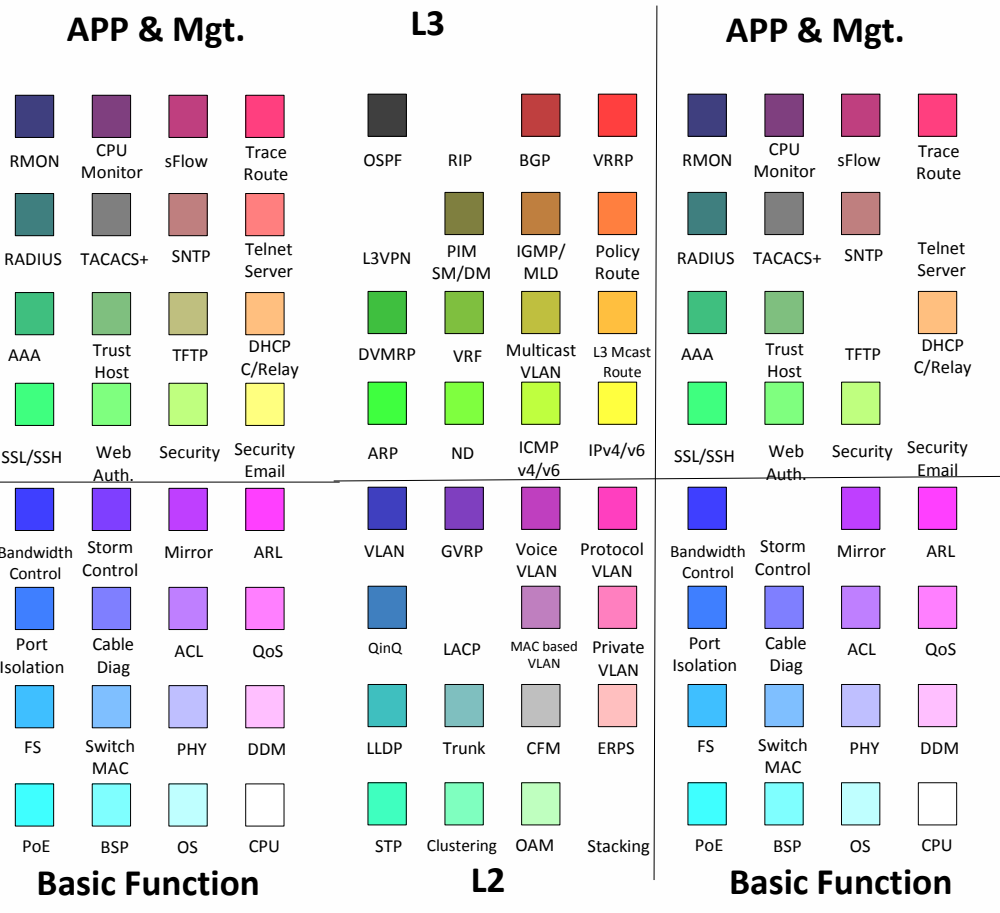 APP & Mgt.
L3
APP & Mgt.
RMON
CPU
Monitor
sFlow
Trace
Route
OSPF
RIP
BGP
VRRP
RMON
CPU
Monitor
sFlow
Trace
Route
RADIUS
TACACS+
SNTP
Telnet
Server
L3VPN
PIM
SM/DM
IGMP/
MLD
Policy
Route
RADIUS
TACACS+
SNTP
Telnet
Server
AAA
Trust
Host
TFTP
DHCP
C/Relay
DVMRP
VRF
Multicast
VLAN
L3 Mcast
Route
AAA
Trust
Host
TFTP
DHCP
C/Relay
SSL/SSH
Web
Auth.
Security
Security
Email
ARP
ND
ICMP
v4/v6
IPv4/v6
SSL/SSH
Web
Auth.
Security
Security
Email
Bandwidth
Control
Storm
Control
Mirror
ARL
VLAN
GVRP
Voice
VLAN
Protocol
VLAN
Bandwidth
Control
Storm
Control
Mirror
ARL
Port
Isolation
Cable
Diag
ACL
QoS
QinQ
LACP
MAC based
VLAN
Private
VLAN
Port
Isolation
Cable
Diag
ACL
QoS
FS
Switch
MAC
PHY
DDM
LLDP
Trunk
CFM
ERPS
FS
Switch
MAC
PHY
DDM
PoE
BSP
OS
CPU
STP
Clustering
OAM
Stacking
PoE
BSP
OS
CPU
Basic Function
L2
Basic Function